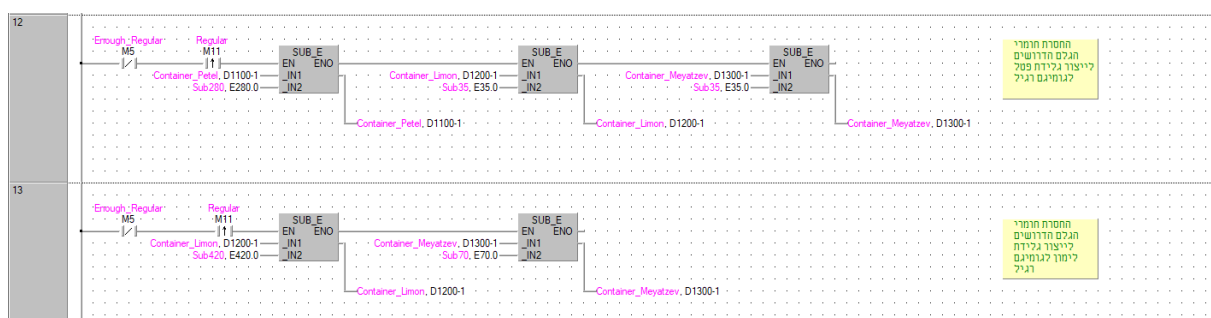 12
Enough_Regular Regular
M5 M11
SUB_E SUB_E SUB_E
EN ENO EN ENO EN ENO
Container_Petel, D1100-1 _IN1 Container_Limon, D1200-1 _IN1 Container_Meyatzev, D1300-1 _IN1
Sub280, E280.0 _IN2 Sub35, E35.0 _IN2 Sub35, E35.0 _IN2
Container_Petel, D1100-1 Container_Limon, D1200-1 Container_Meyatzev, D1300-1
החסרת חומרי
הגלם הדרושים
לייצור גלידת פטל
לגומיגם רגיל
13
Enough_Regular Regular
M5 M11
SUB_E SUB_E
EN ENO EN ENO
Container_Limon, D1200-1 _IN1 Container_Meyatzev, D1300-1 _IN1
Sub420, E420.0 _IN2 Sub70, E70.0 _IN2
Container_Limon, D1200-1 Container_Meyatzev, D1300-1
החסרת חומרי
הגלם הדרושים
לייצור גלידת
לימון לגומיגם
רגיל